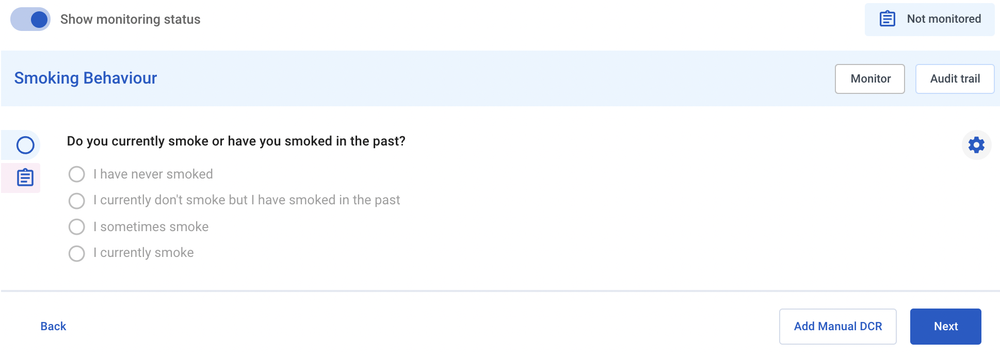 Show monitoring status
Not monitored
Smoking Behaviour
Monitor
Audit trail
Do you currently smoke or have you smoked in the past?
I have never smoked
I currently don't smoke but I have smoked in the past
I sometimes smoke
I currently smoke
Back
Add Manual DCR
Next